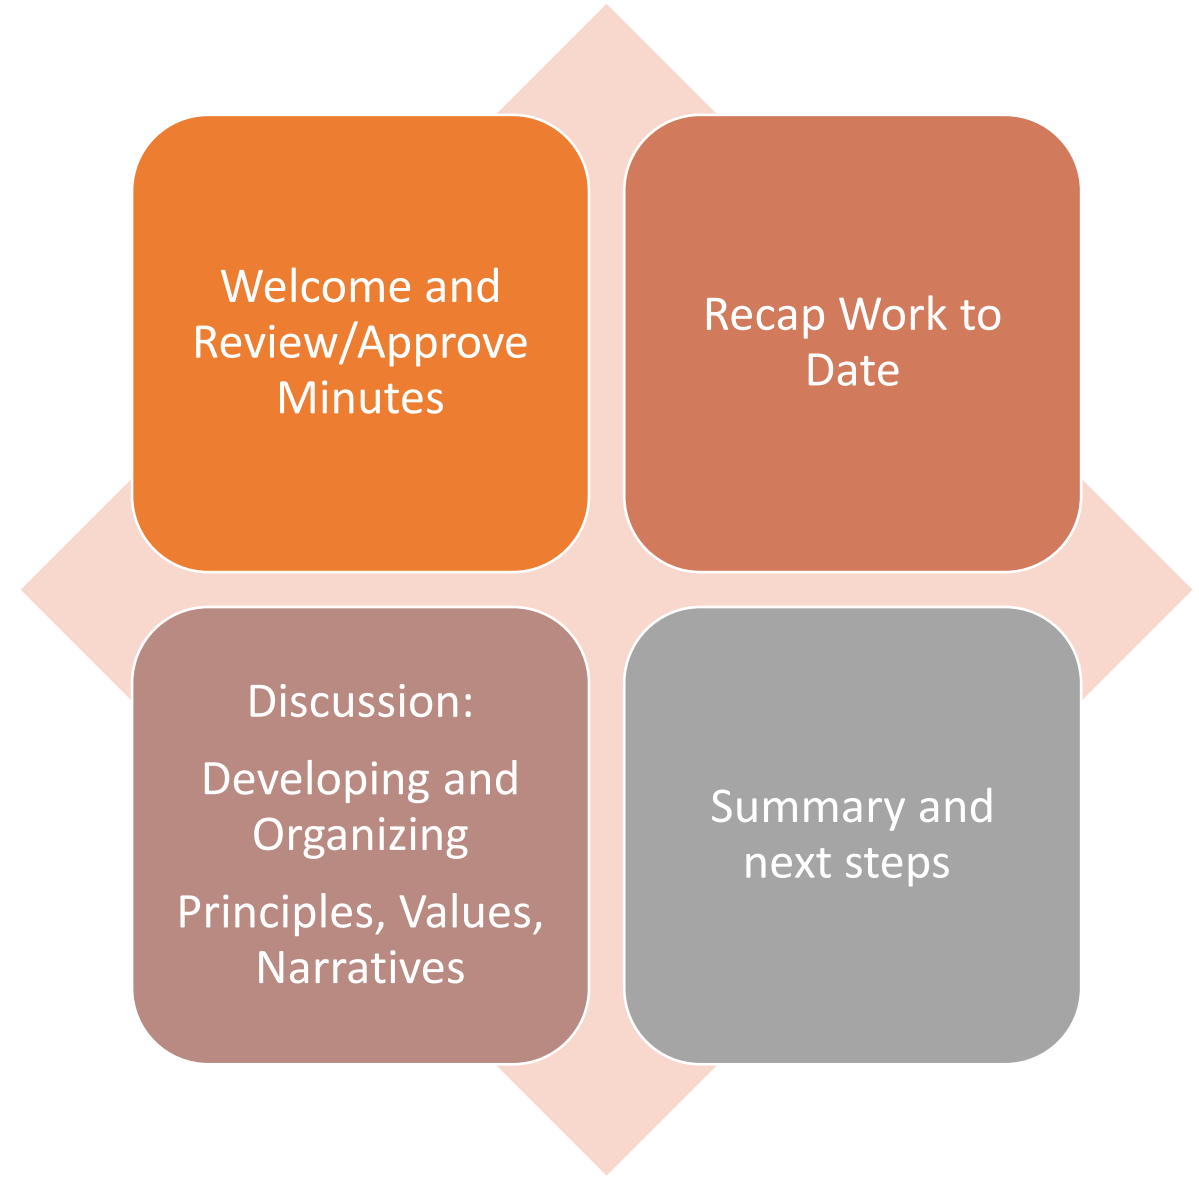 Welcome and
Review/Approve
Minutes
Recap Work to
Date
Discussion:
Developing and
Organizing
Principles, Values,
Narratives
Summary and
next steps